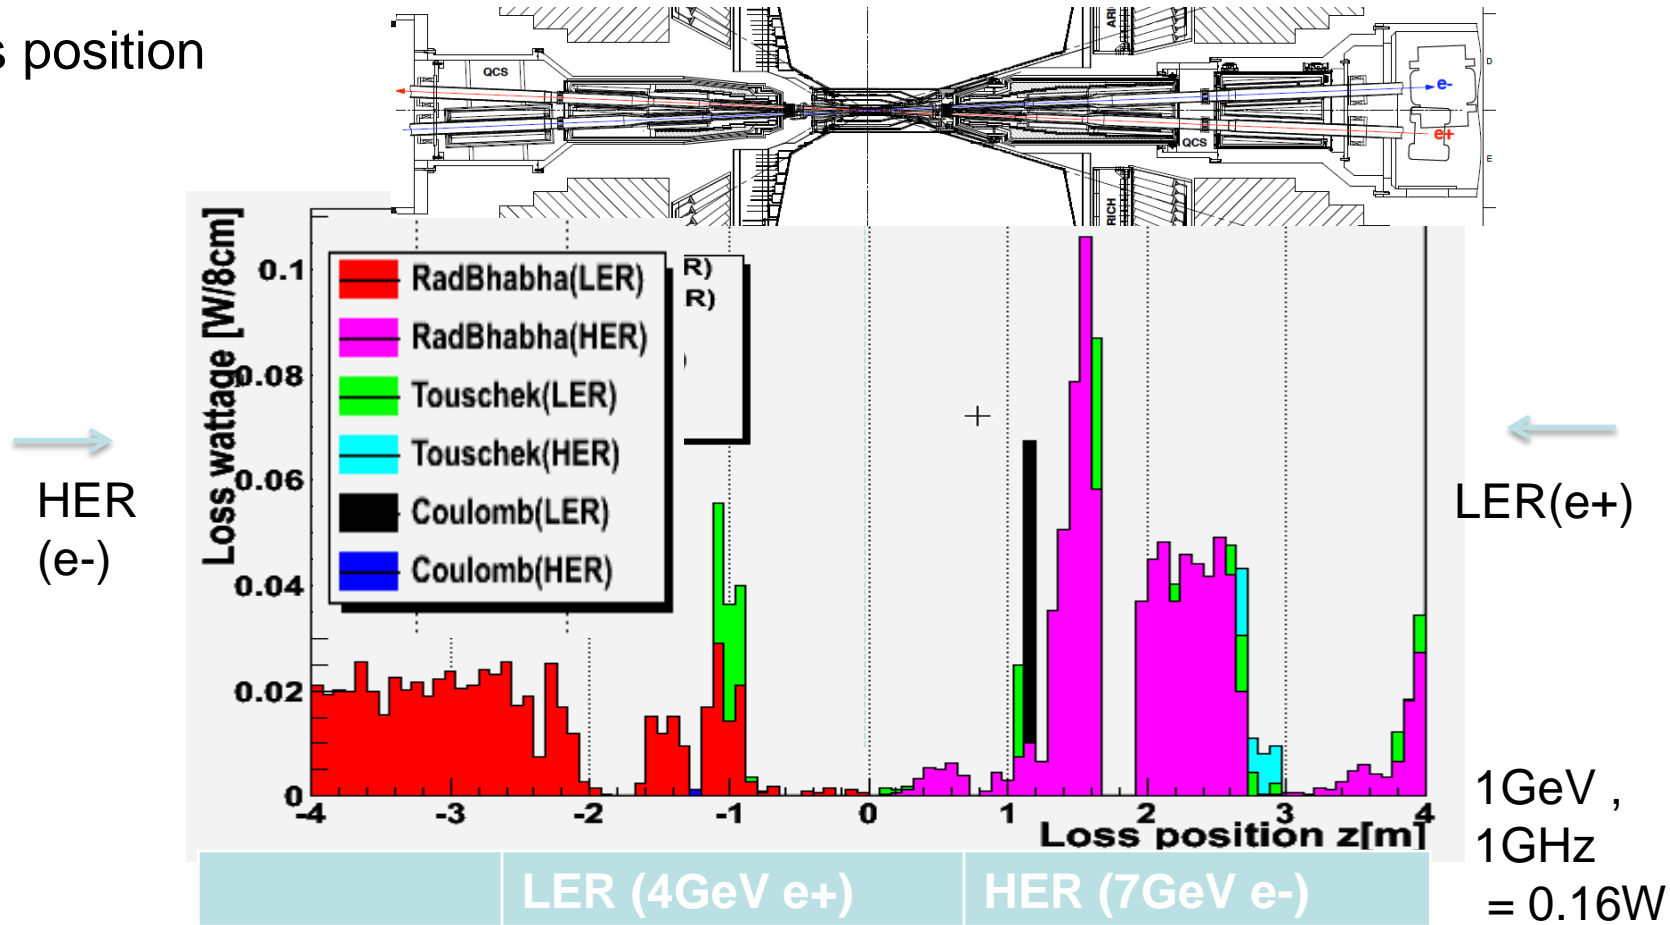 s position
QCS
ARI
D
e-
e+
QCS
E
RICH
Loss wattage [W/8cm]
0.1
0.08
0.06
0.04
0.02
0
RadBhabha(LER)
RadBhabha(HER)
Touschek(LER)
Touschek(HER)
Coulomb(LER)
Coulomb(HER)
R)
R)
)
HER
(e-)
LER(e+)
-4 -3 -2 -1 0 1 2 3 4
Loss position z[m]
1GeV ,
1GHz
= 0.16W
LER (4GeV e+) HER (7GeV e-)